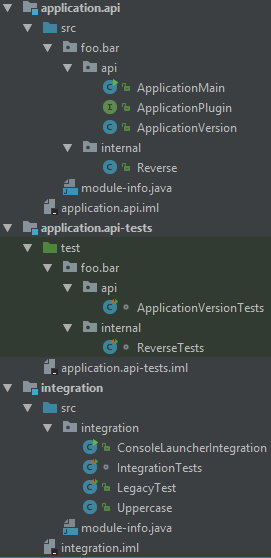 application.api
src
foo.bar
api
ApplicationMain
ApplicationPlugin
ApplicationVersion
internal
Reverse
module-info.java
application.api.iml
application.api-tests
test
foo.bar
api
ApplicationVersionTests
internal
ReverseTests
application.api-tests.iml
integration
src
integration
ConsoleLauncherIntegration
IntegrationTests
LegacyTest
Uppercase
module-info.java
integration.iml